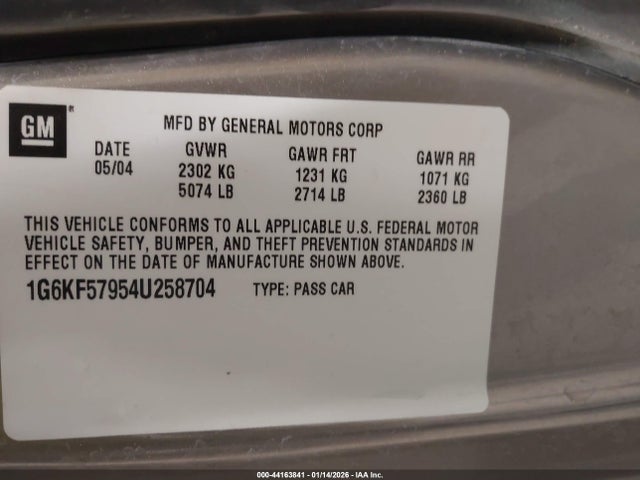 GM ®
MFD BY GENERAL MOTORS CORP
DATE GVWR GAWR FRT GAWR RR
05/04 2302 KG 1231 KG 1071 KG
5074 LB 2714 LB 2360 LB
THIS VEHICLE CONFORMS TO ALL APPLICABLE U.S. FEDERAL MOTOR
VEHICLE SAFETY, BUMPER, AND THEFT PREVENTION STANDARDS IN
EFFECT ON THE DATE OF MANUFACTURE SHOWN ABOVE.
1G6KF57954U258704 TYPE: PASS CAR
000-44163841 - 01/14/2026 - IAA Inc.